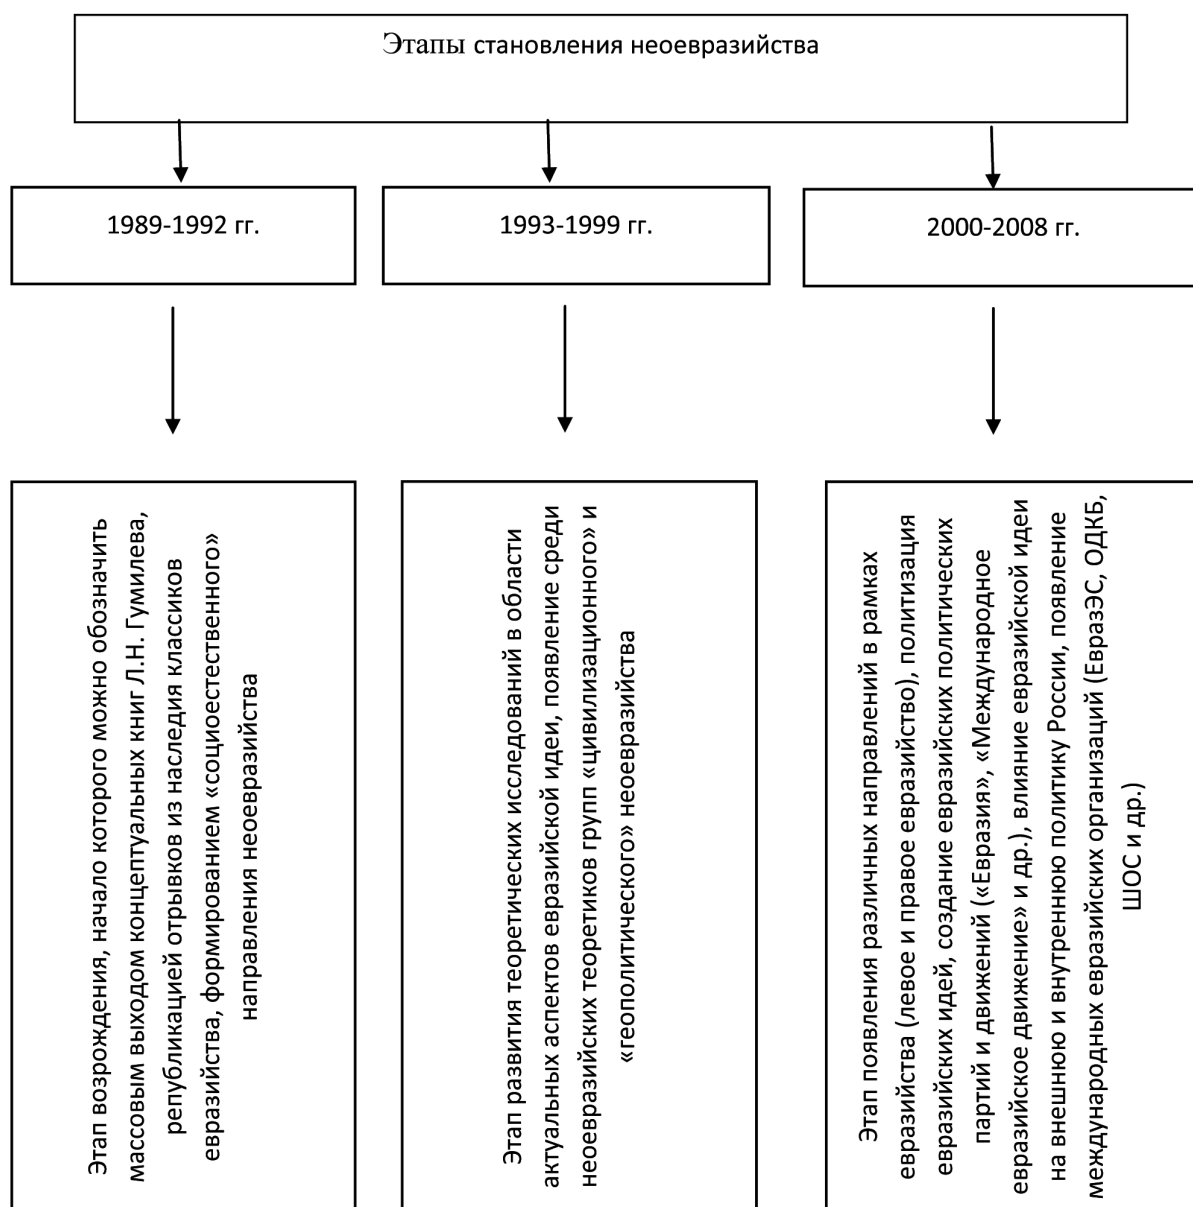 Этапы становления неоевразийства
1989-1992 гг.
1993-1999 гг.
2000-2008 гг.
Этап возрождения, начало которого можно обозначить
массовым выходом концептуальных книг Л.Н. Гумилева,
републикацией отрывков из наследия классиков
евразийства, формированием «социоестественного»
направления неоевразийства
Этап развития теоретических исследований в области
актуальных аспектов евразийской идеи, появление среди
неоевразийских теоретиков групп «цивилизационного» и
«геополитического» неоевразийства
Этап появления различных направлений в рамках
евразийства (левое и правое евразийство), политизация
евразийских идей, создание евразийских политических
партий и движений («Евразия», «Международное
евразийское движение» и др.), влияние евразийской идеи
на внешнюю и внутреннюю политику России, появление
международных евразийских организаций (ЕвразЭС, ОДКБ,
ШОС и др.)